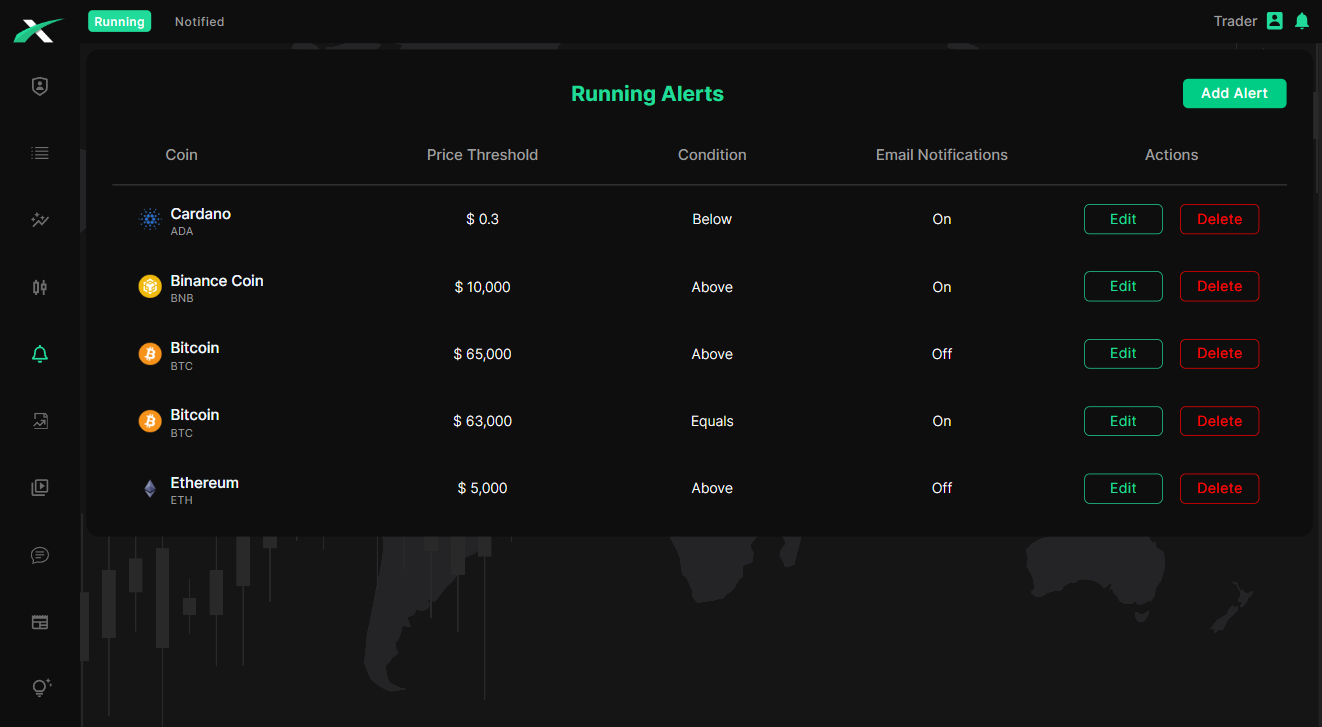 Running Notified Trader
Running Alerts
Add Alert
Coin Price Threshold Condition Email Notifications Actions
Cardano
ADA
$ 0.3 Below On Edit Delete
Binance Coin
BNB
$ 10,000 Above On Edit Delete
Bitcoin
BTC
$ 65,000 Above Off Edit Delete
Bitcoin
BTC
$ 63,000 Equals On Edit Delete
Ethereum
ETH
$ 5,000 Above Off Edit Delete